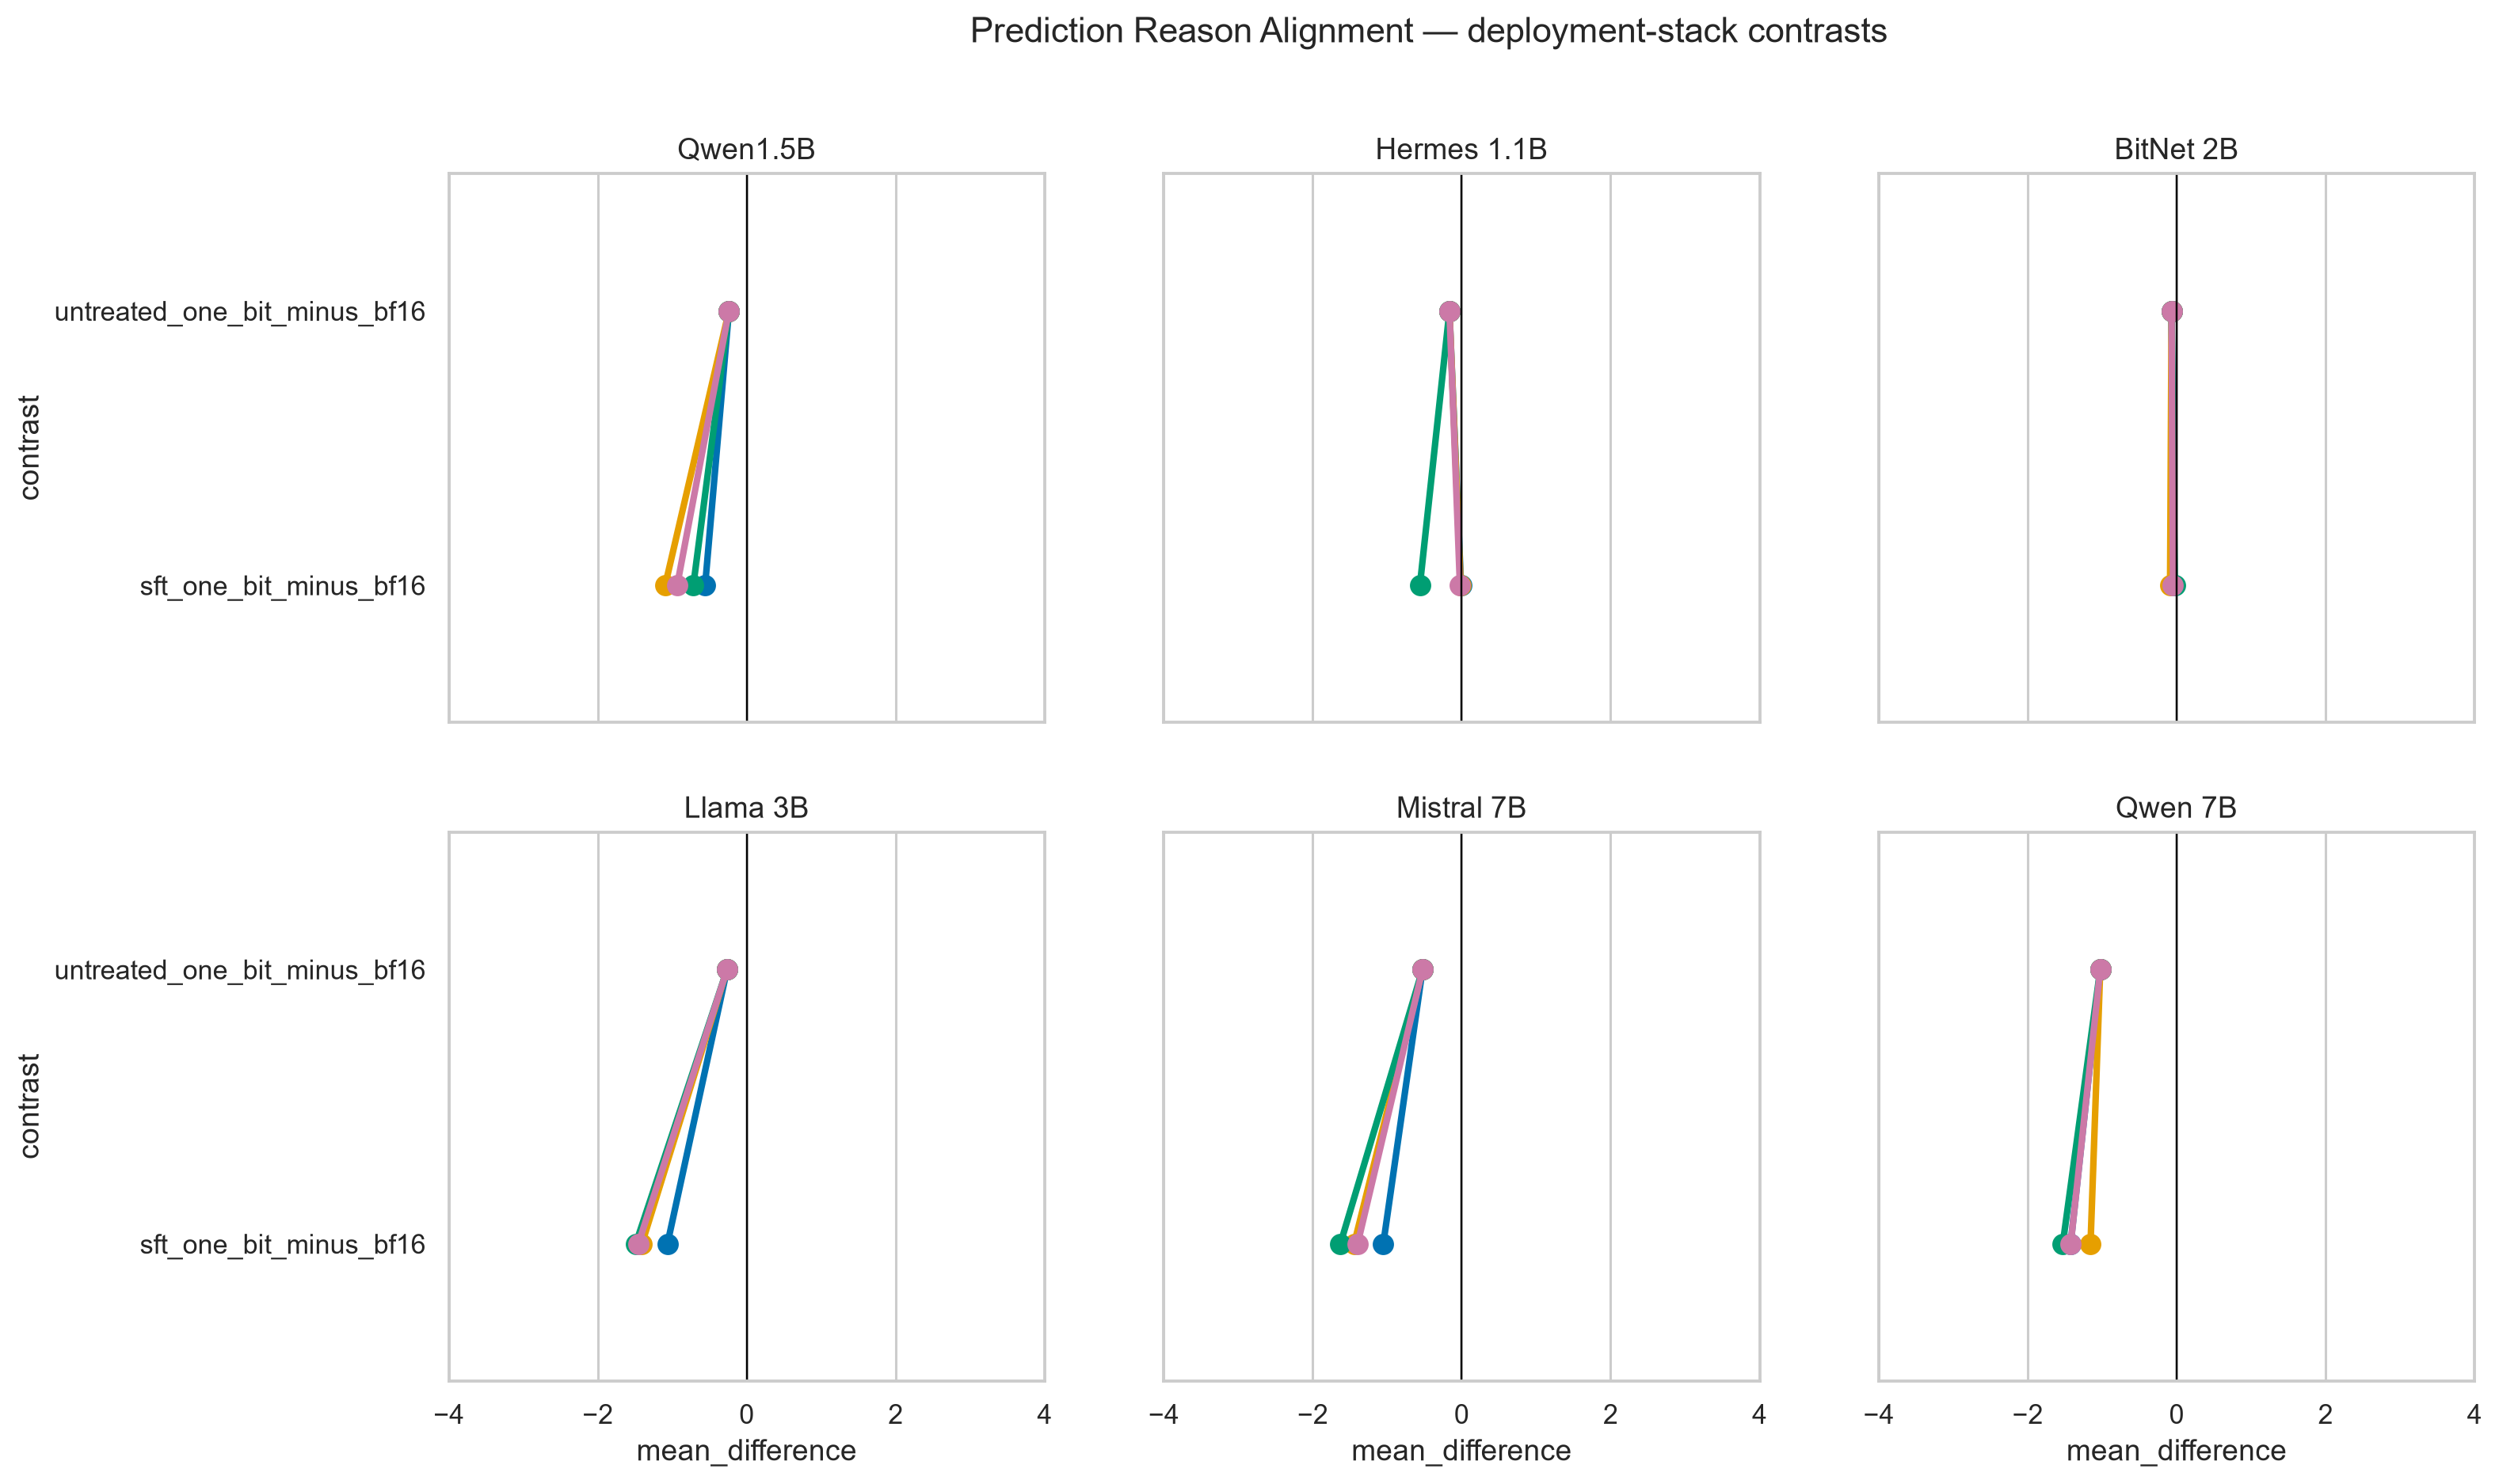 Prediction Reason Alignment — deployment-stack contrasts
Qwen1.5B
Hermes 1.1B
BitNet 2B
untreated_one_bit_minus_bf16
contrast
sft_one_bit_minus_bf16
Llama 3B
Mistral 7B
Qwen 7B
untreated_one_bit_minus_bf16
contrast
sft_one_bit_minus_bf16
−4 −2 0 2 4
−4 −2 0 2 4
−4 −2 0 2 4
mean_difference
mean_difference
mean_difference